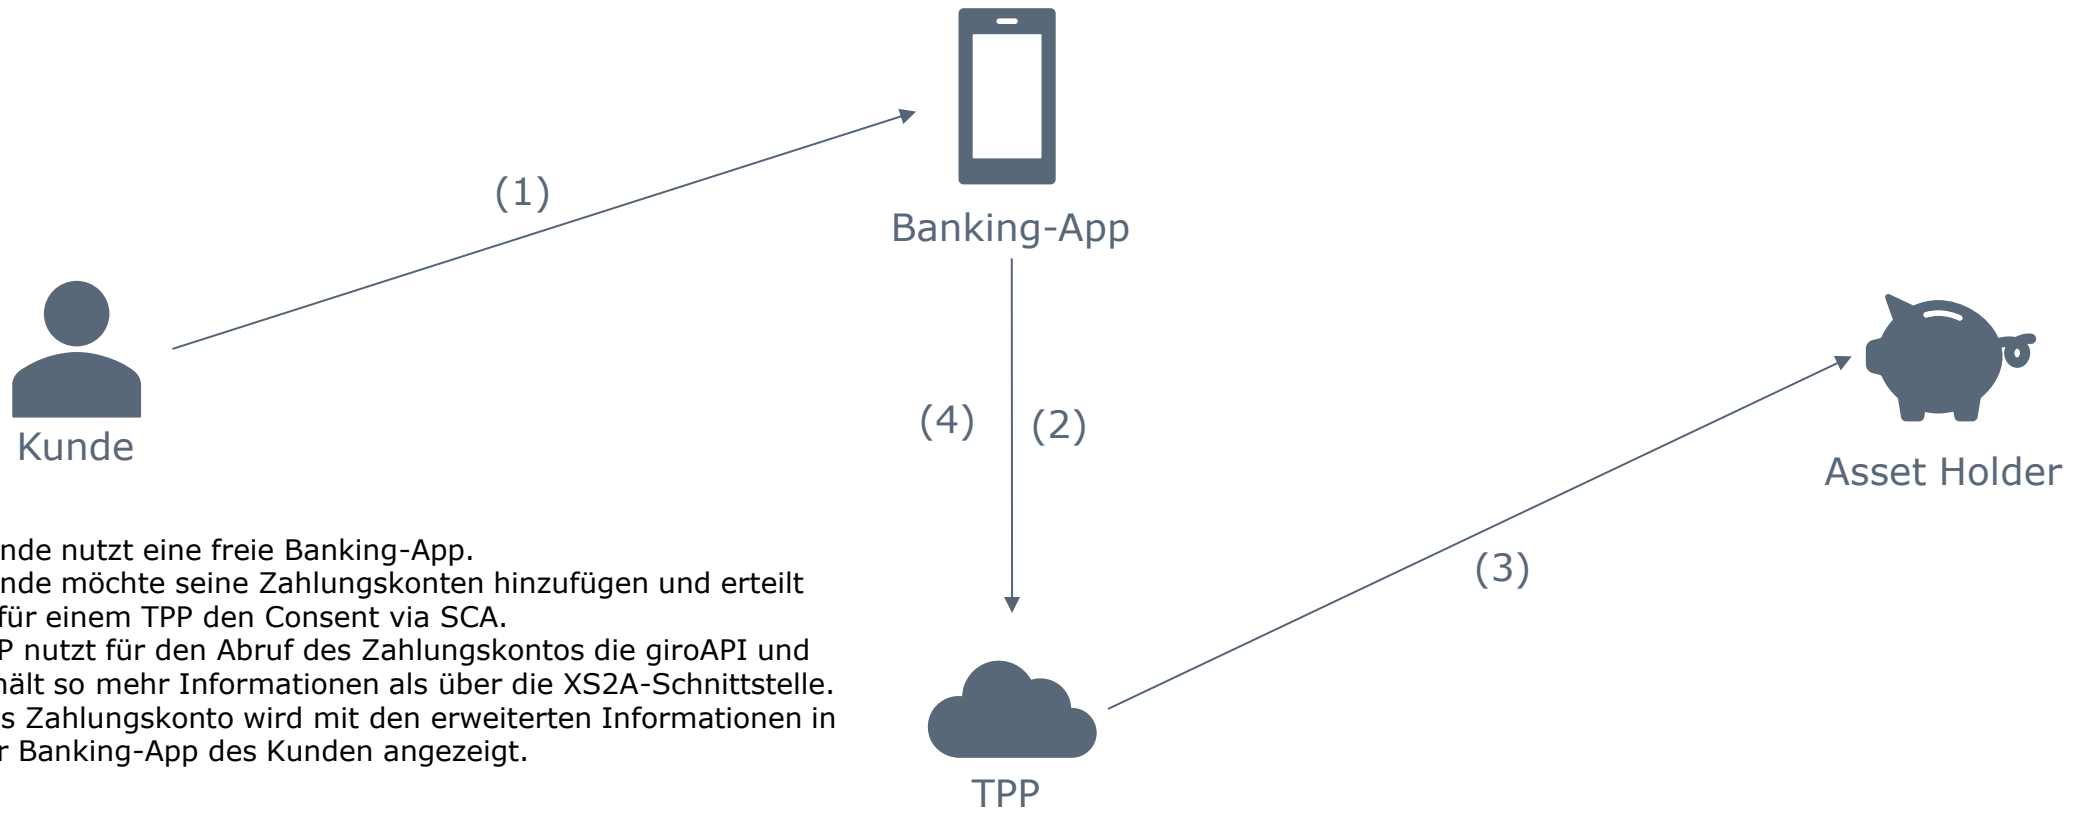 (1)
Banking-App
Kunde
(4)
(2)
Asset Holder
(3)
TPP
nde nutzt eine freie Banking-App.
nde möchte seine Zahlungskonten hinzufügen und erteilt
für einem TPP den Consent via SCA.
P nutzt für den Abruf des Zahlungskontos die giroAPI und
hält so mehr Informationen als über die XS2A-Schnittstelle.
s Zahlungskonto wird mit den erweiterten Informationen in
r Banking-App des Kunden angezeigt.